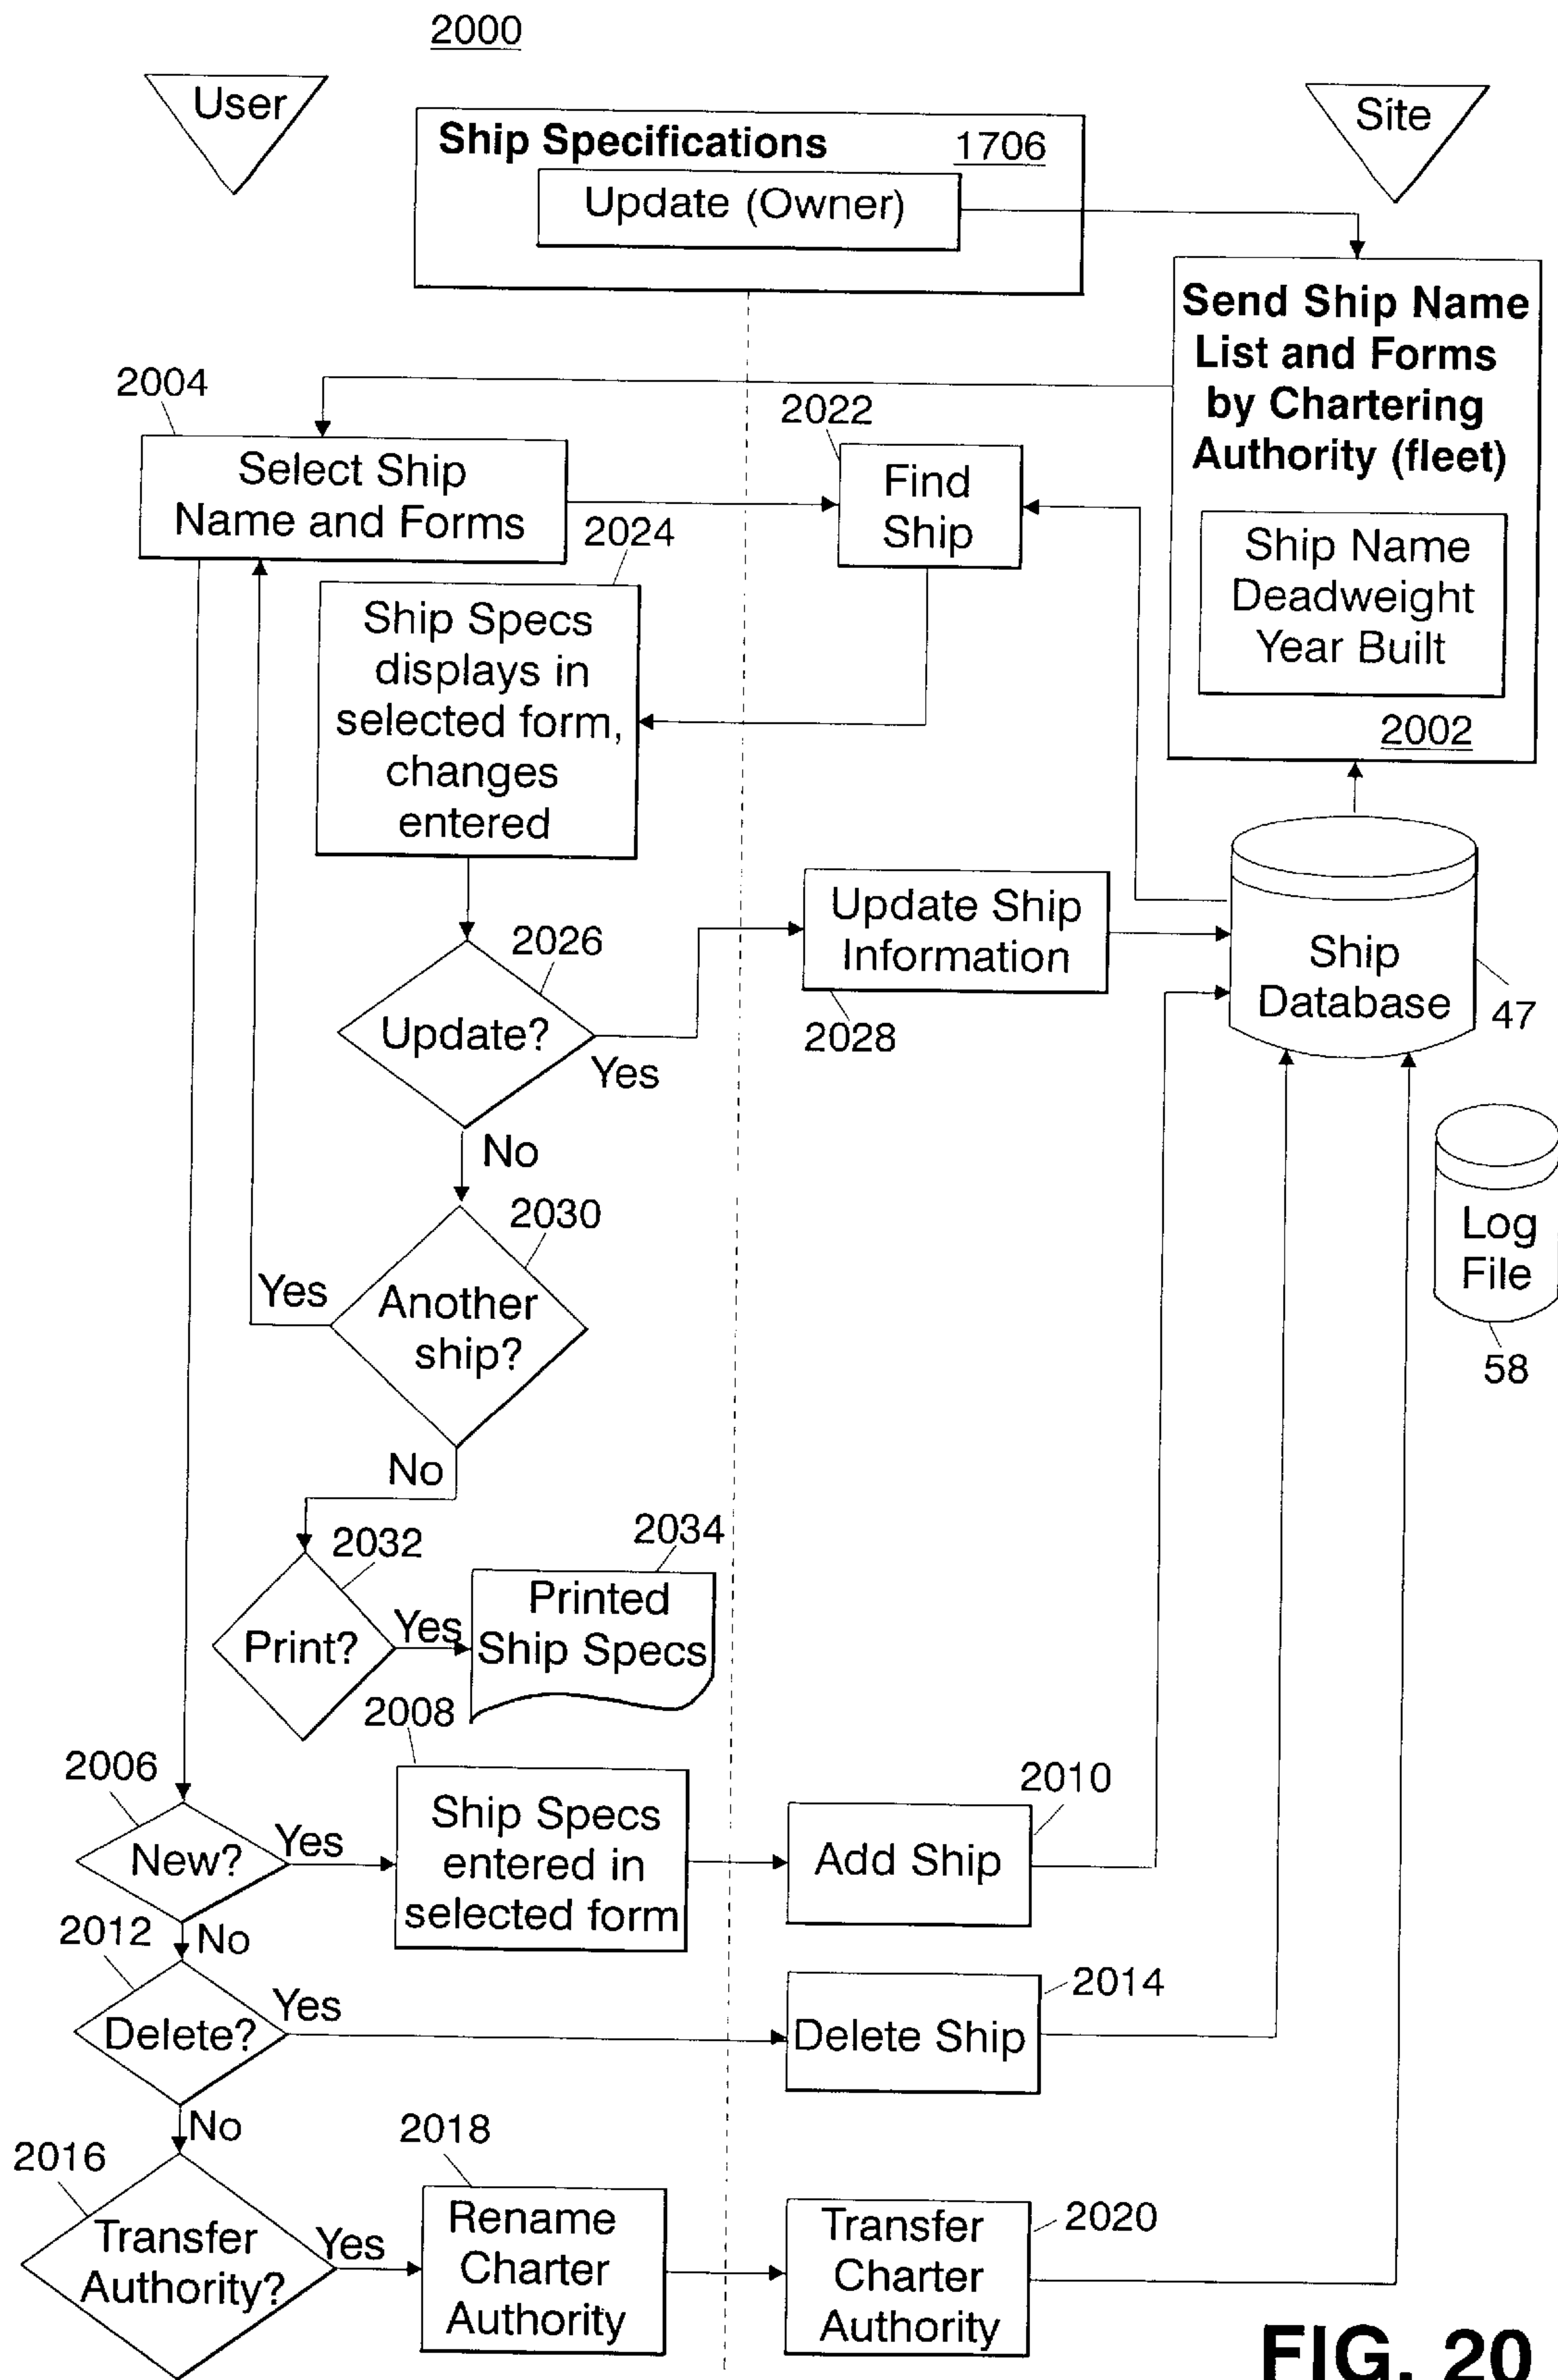 2000
User
Site
Ship Specifications
1706
Update (Owner)
Send Ship Name
List and Forms
by Chartering
Authority (fleet)
Ship Name
Deadweight
Year Built
2002
2004
Select Ship
Name and Forms
2022
Find
Ship
2024
Ship Specs
displays in
selected form,
changes
entered
2026
Update?
Yes
No
Update Ship
Information
2028
Ship
Database
47
Log
File
58
2030
Another
ship?
Yes
No
2032
Print?
Yes
2034
Printed
Ship Specs
2006
New?
Yes
No
2008
Ship Specs
entered in
selected form
2010
Add Ship
2012
Delete?
Yes
No
2014
Delete Ship
2016
Transfer
Authority?
Yes
2018
Rename
Charter
Authority
2020
Transfer
Charter
Authority
FIG. 20